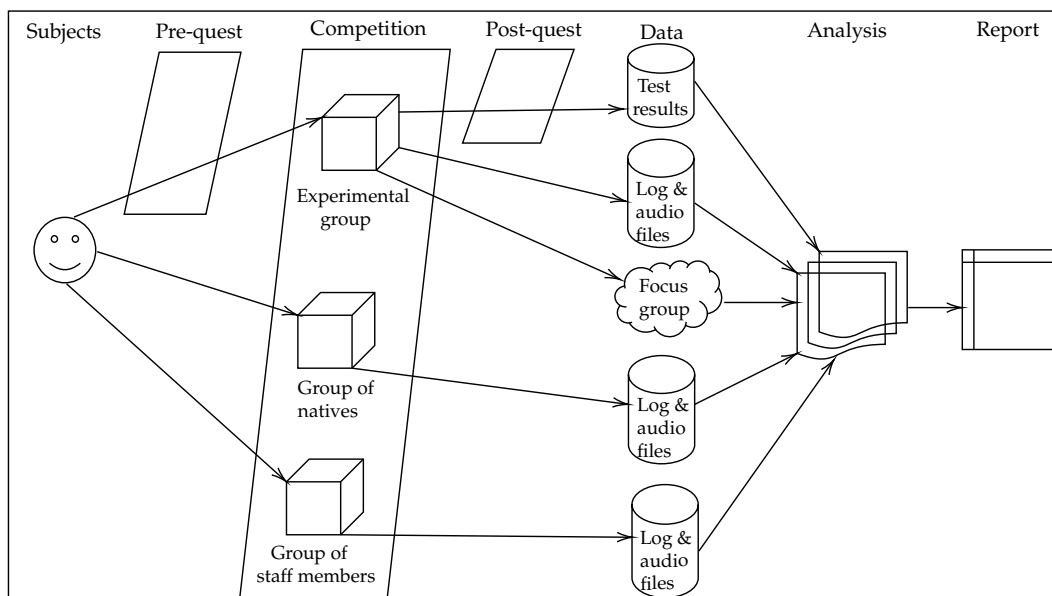 Subjects
Pre-quest
Competition
Post-quest
Data
Analysis
Report
Test
results
Experimental
group
Log &
audio
files
Focus
group
Group of
natives
Log &
audio
files
Group of
staff members
Log &
audio
files